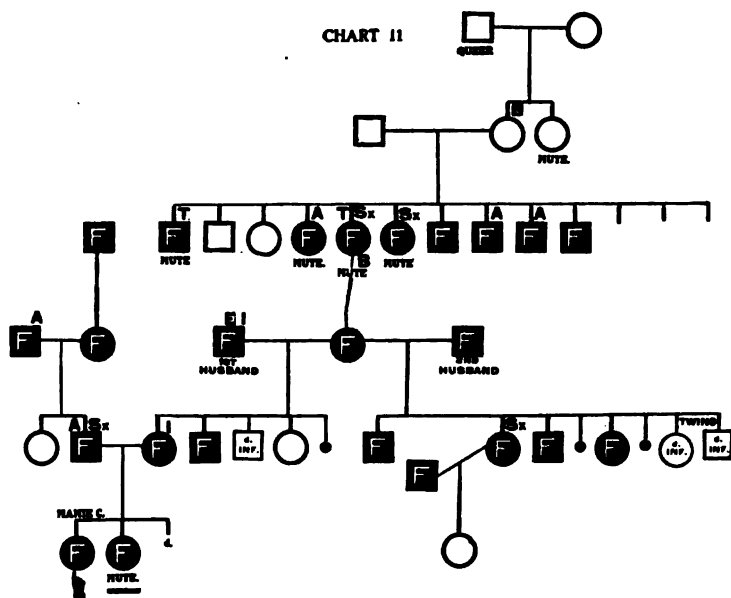 CHART 11
QUEER
MUTE.
T A T Sx Sx A A
F F F F F F F F
MUTE MUTE. MUTE B MUTE
F
A E I
F F F F F
1ST HUSBAND 2ND HUSBAND
A Sx I Sx TWINS
F F F d. INF. F F F F d. INF. d. INF.
F
MAMIE C. d.
F F
MUTE.